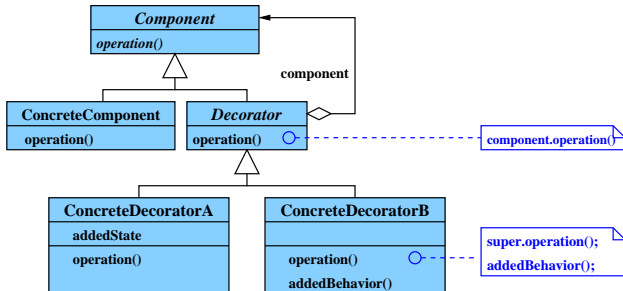 Component
operation()
component
ConcreteComponent
operation()
Decorator
operation()
component.operation()
ConcreteDecoratorA
addedState
operation()
ConcreteDecoratorB
operation()
addedBehavior()
super.operation();
addedBehavior();